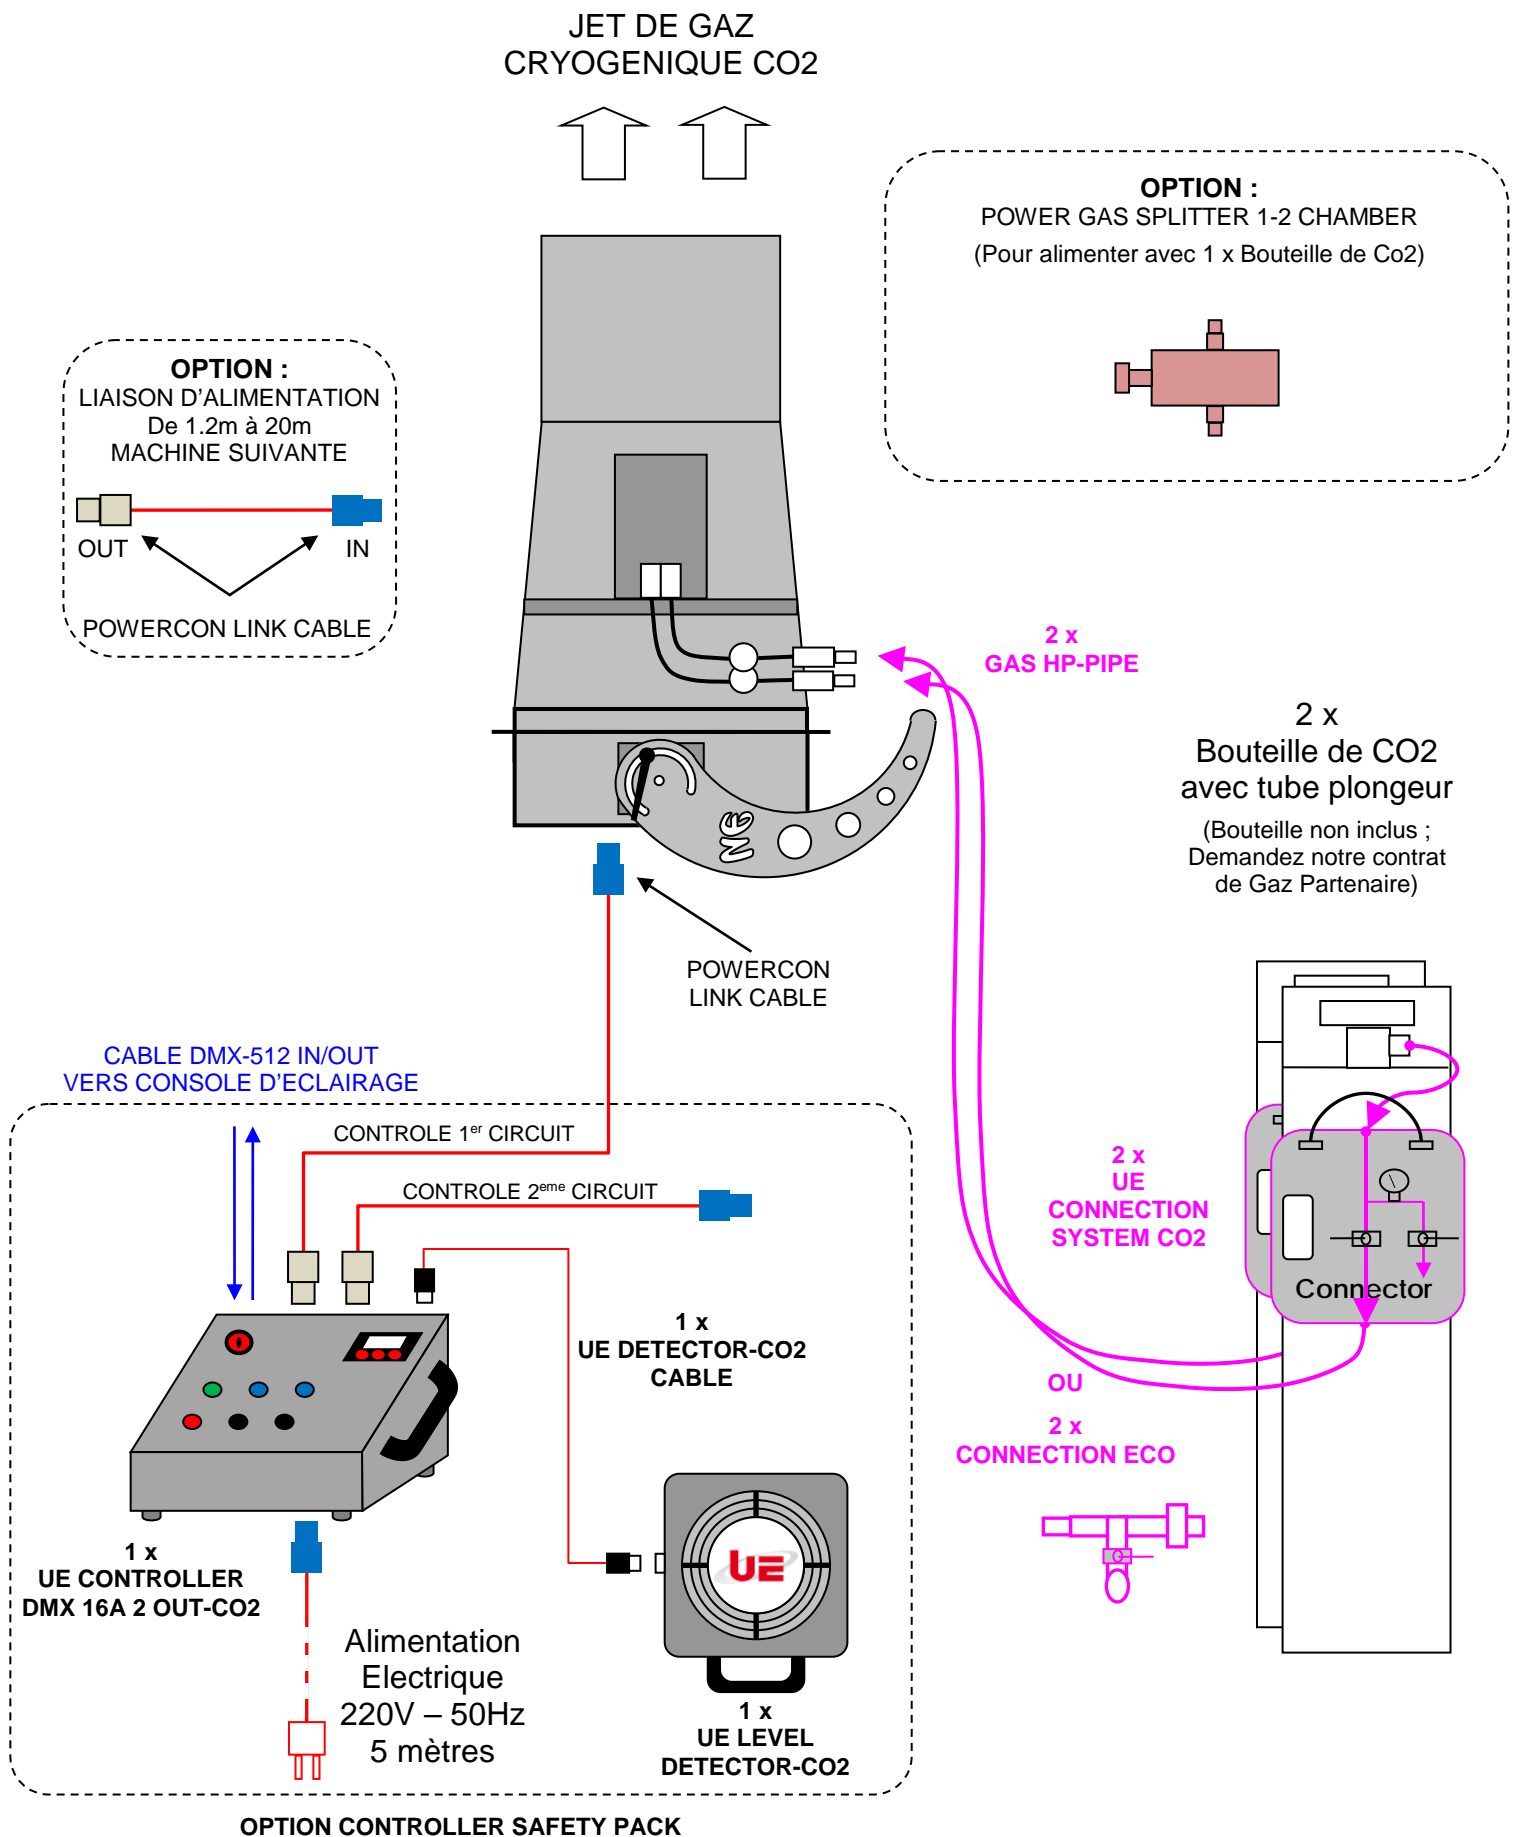 JET DE GAZ
CRYOGENIQUE CO2
OPTION :
POWER GAS SPLITTER 1-2 CHAMBER
(Pour alimenter avec 1 x Bouteille de Co2)
OPTION :
LIAISON D'ALIMENTATION
De 1.2m à 20m
MACHINE SUIVANTE
OUT
IN
POWERCON LINK CABLE
2 x
GAS HP-PIPE
2 x
Bouteille de CO2
avec tube plongeur
(Bouteille non inclus ;
Demandez notre contrat
de Gaz Partenaire)
POWERCON
LINK CABLE
CABLE DMX-512 IN/OUT
VERS CONSOLE D'ECLAIRAGE
CONTROLE 1er CIRCUIT
CONTROLE 2eme CIRCUIT
2 x
UE
CONNECTION
SYSTEM CO2
Connector
1 x
UE DETECTOR-CO2
CABLE
OU
2 x
CONNECTION ECO
UE
1 x
UE CONTROLLER
DMX 16A 2 OUT-CO2
Alimentation
Electrique
220V – 50Hz
5 mètres
1 x
UE LEVEL
DETECTOR-CO2
OPTION CONTROLLER SAFETY PACK